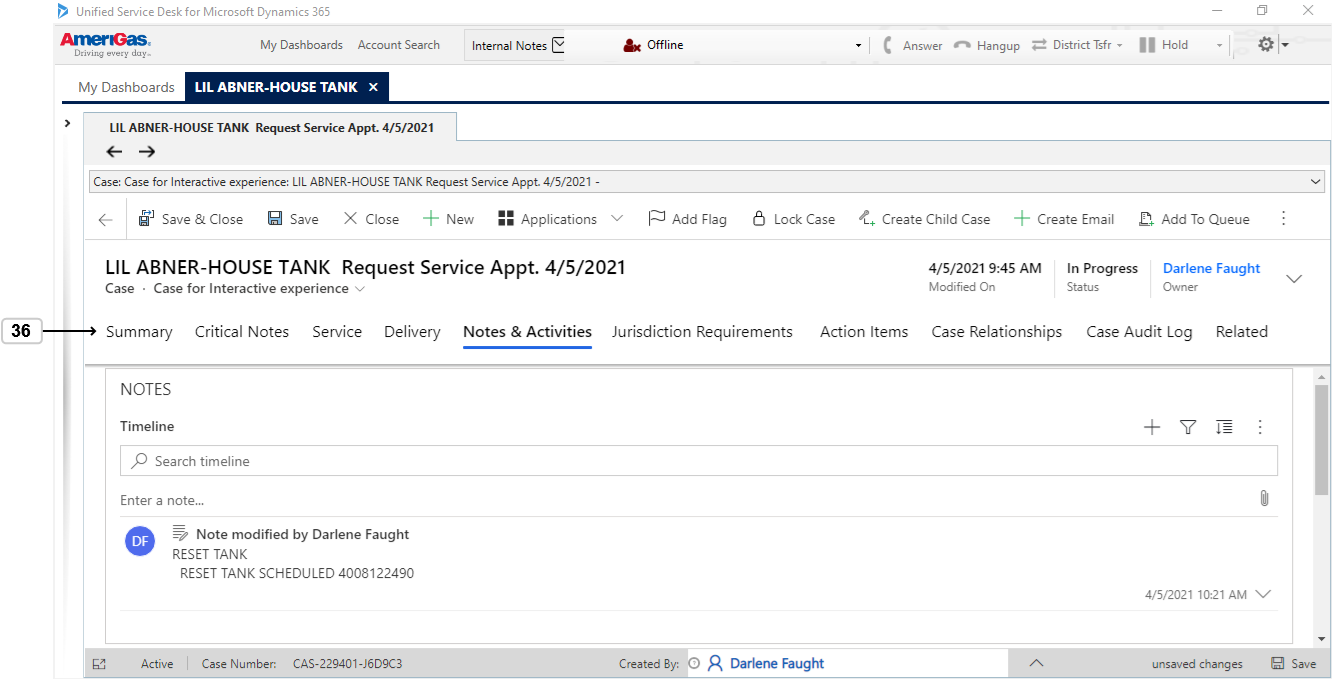 Unified Service Desk for Microsoft Dynamics 365
AmeriGas.
Driving every day..
My Dashboards Account Search Internal Notes Offline Answer Hangup District Tsfr Hold
My Dashboards LIL ABNER-HOUSE TANK ×
LIL ABNER-HOUSE TANK Request Service Appt. 4/5/2021
Case: Case for Interactive experience: LIL ABNER-HOUSE TANK Request Service Appt. 4/5/2021 -
Save & Close Save Close New Applications Add Flag Lock Case Create Child Case Create Email Add To Queue
LIL ABNER-HOUSE TANK Request Service Appt. 4/5/2021
Case · Case for Interactive experience
4/5/2021 9:45 AM In Progress Darlene Faught
Modified On Status Owner
36
Summary Critical Notes Service Delivery Notes & Activities Jurisdiction Requirements Action Items Case Relationships Case Audit Log Related
NOTES
Timeline
Search timeline
Enter a note...
DF Note modified by Darlene Faught
RESET TANK
RESET TANK SCHEDULED 4008122490
4/5/2021 10:21 AM
Active Case Number: CAS-229401-J6D9C3 Created By: Darlene Faught unsaved changes Save